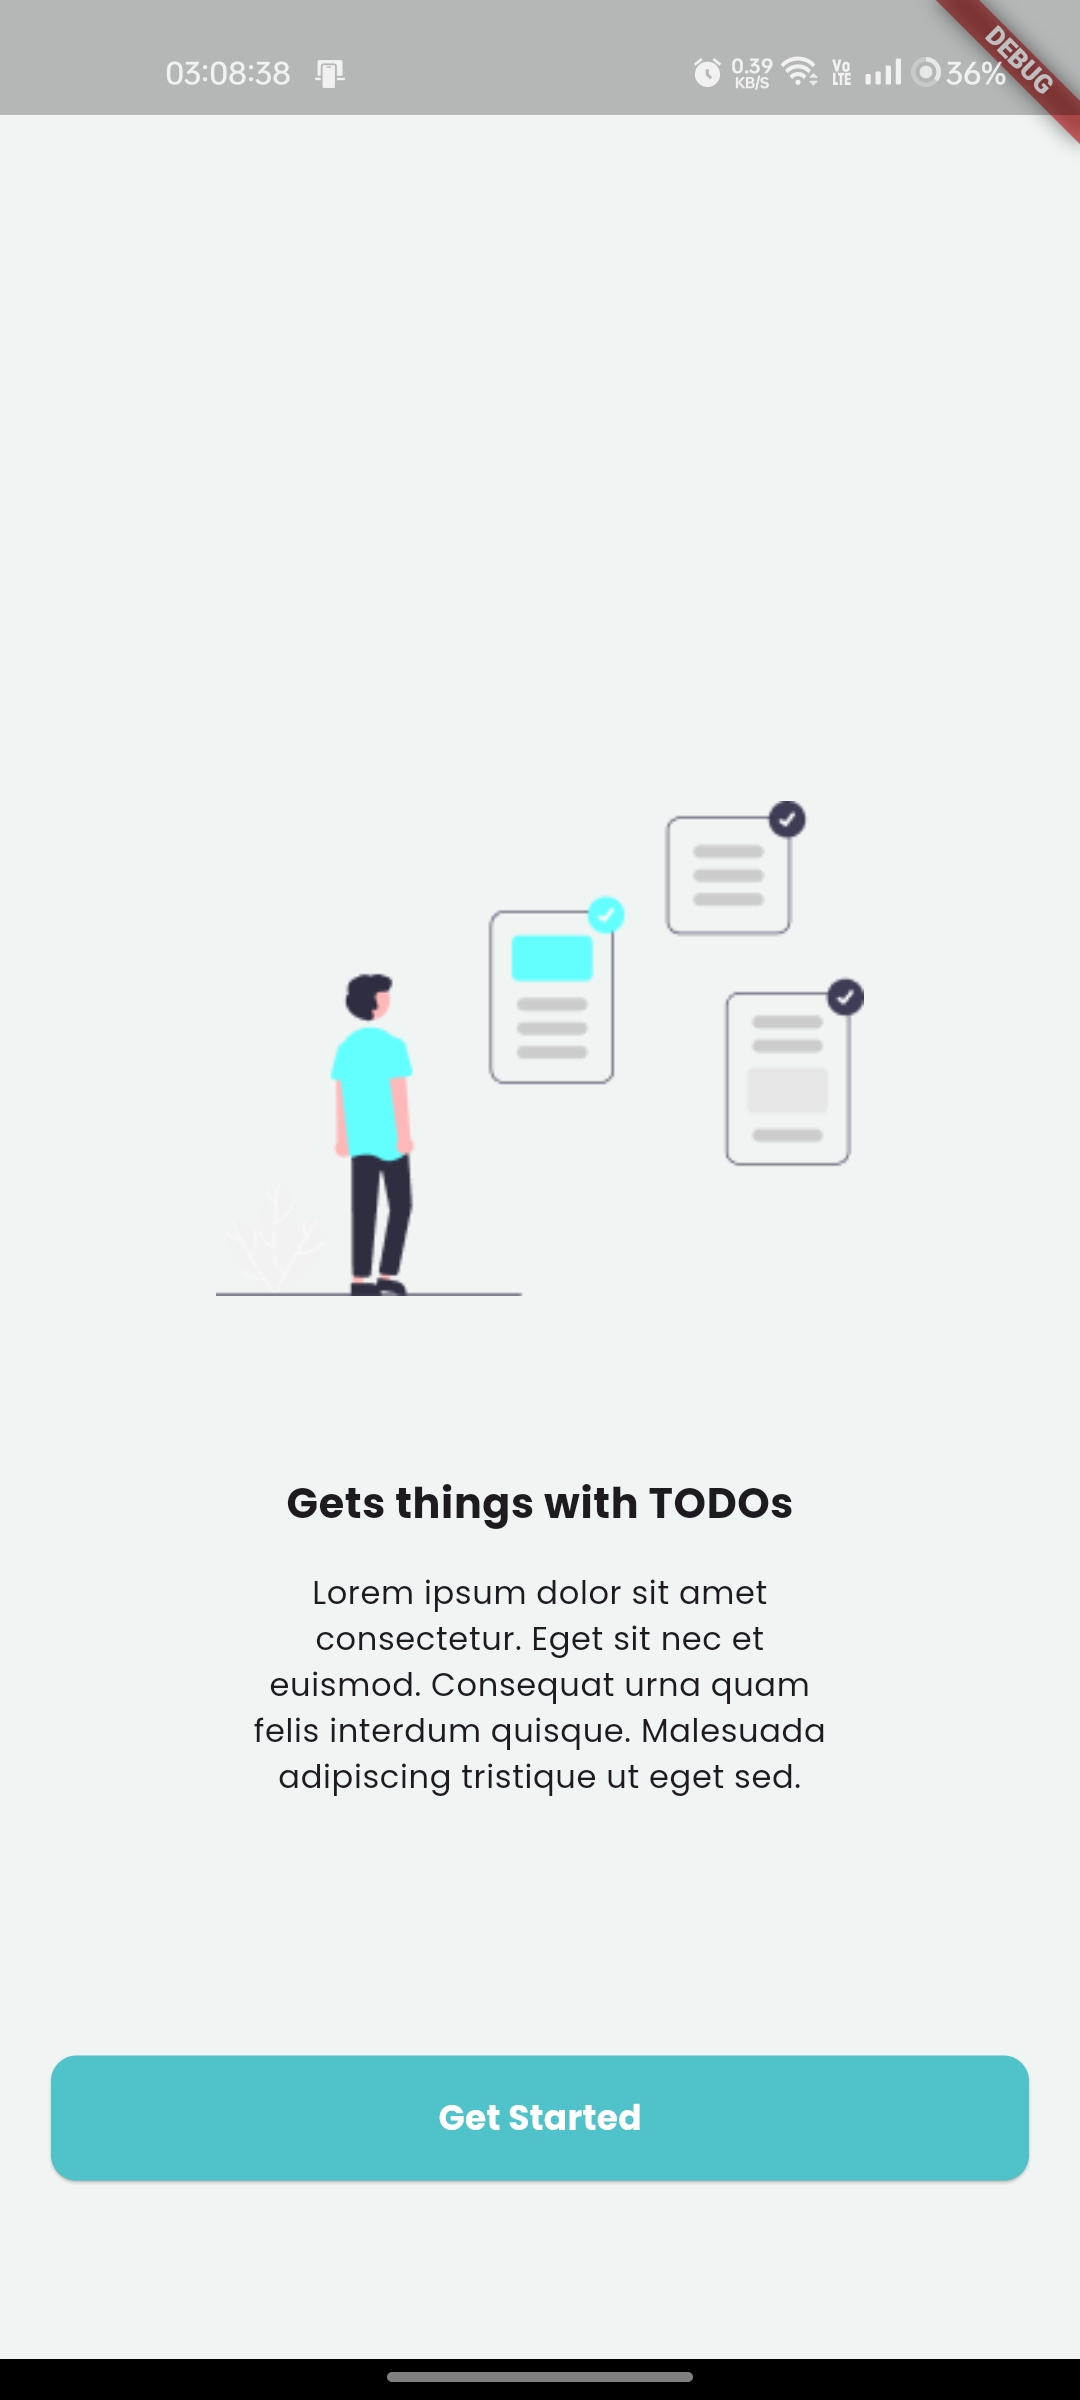 03:08:38
0.39
KB/S
Vo
LTE
36%
DEBUG
Gets things with TODOs
Lorem ipsum dolor sit amet
consectetur. Eget sit nec et
euismod. Consequat urna quam
felis interdum quisque. Malesuada
adipiscing tristique ut eget sed.
Get Started